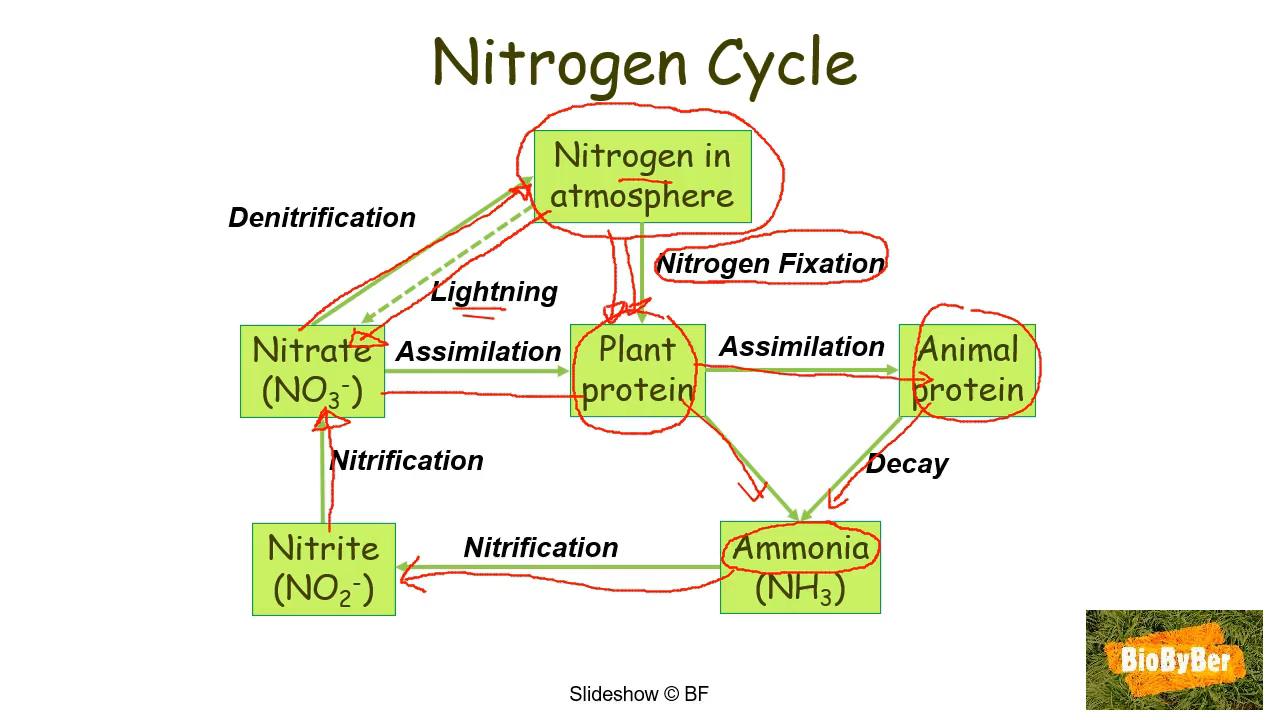 Nitrogen Cycle
Nitrogen in
atmosphere
Denitrification
Nitrogen Fixation
Lightning
Nitrate
(NO₃⁻)
Assimilation
Plant
protein
Assimilation
Animal
protein
Nitrification
Decay
Nitrite
(NO₂⁻)
Nitrification
Ammonia
(NH₃)
BioByBer
Slideshow © BF